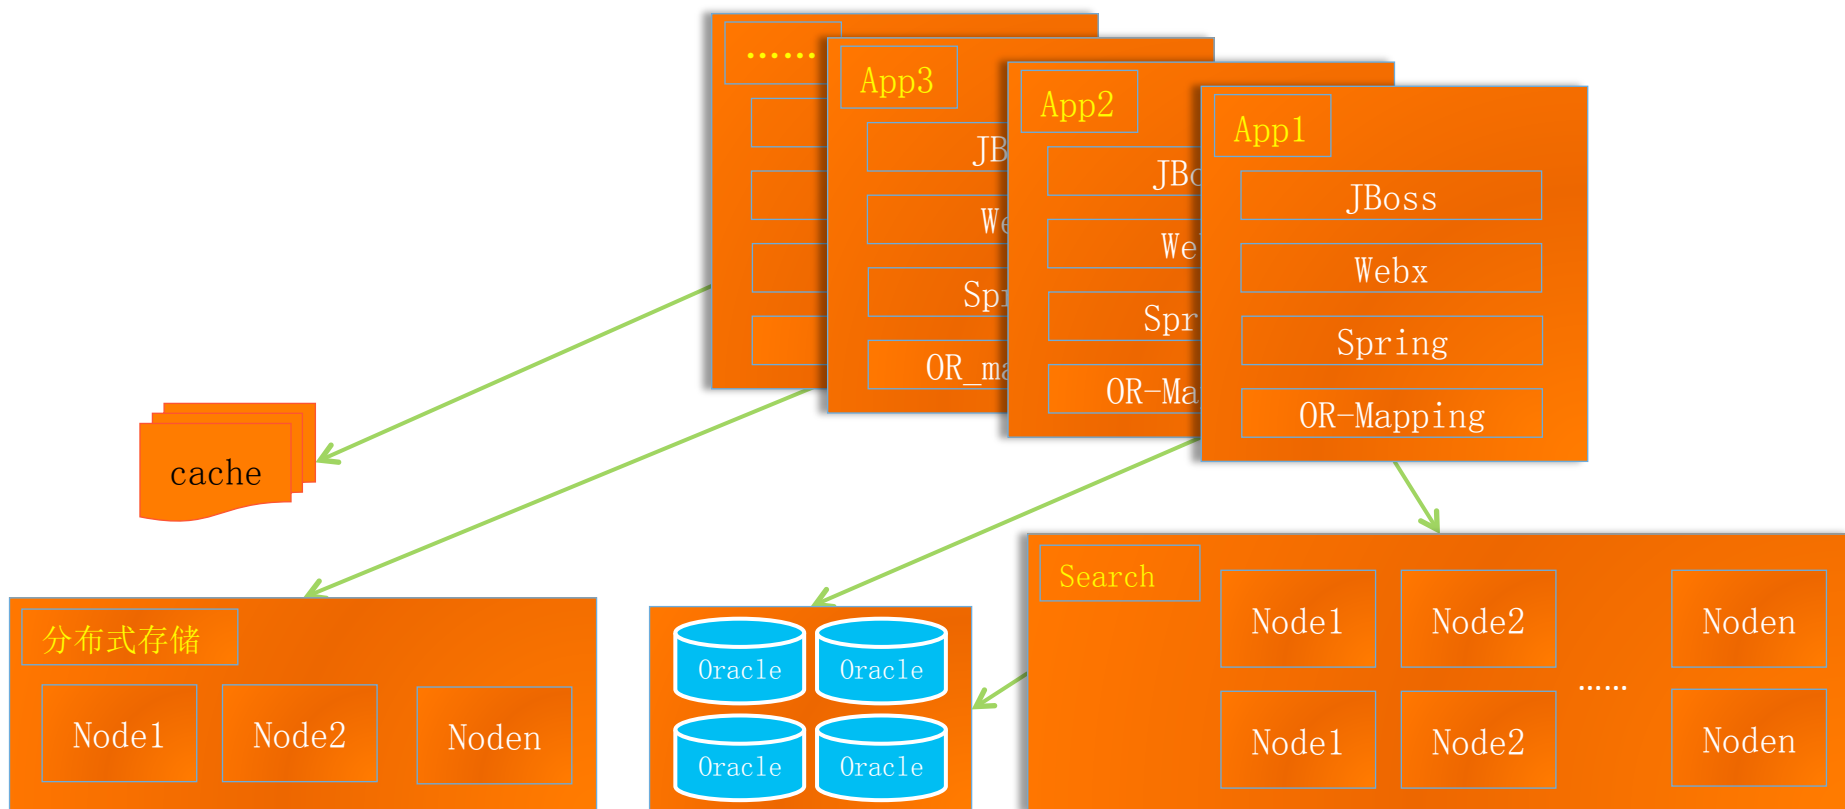 ……
App3
JB
We
Spr
OR_ma
App2
JBo
We
Spr
OR-Ma
App1
JBoss
Webx
Spring
OR-Mapping
cache
分布式存储
Node1 Node2 Noden
Oracle Oracle
Oracle Oracle
Search
Node1 Node2 Noden
……
Node1 Node2 Noden